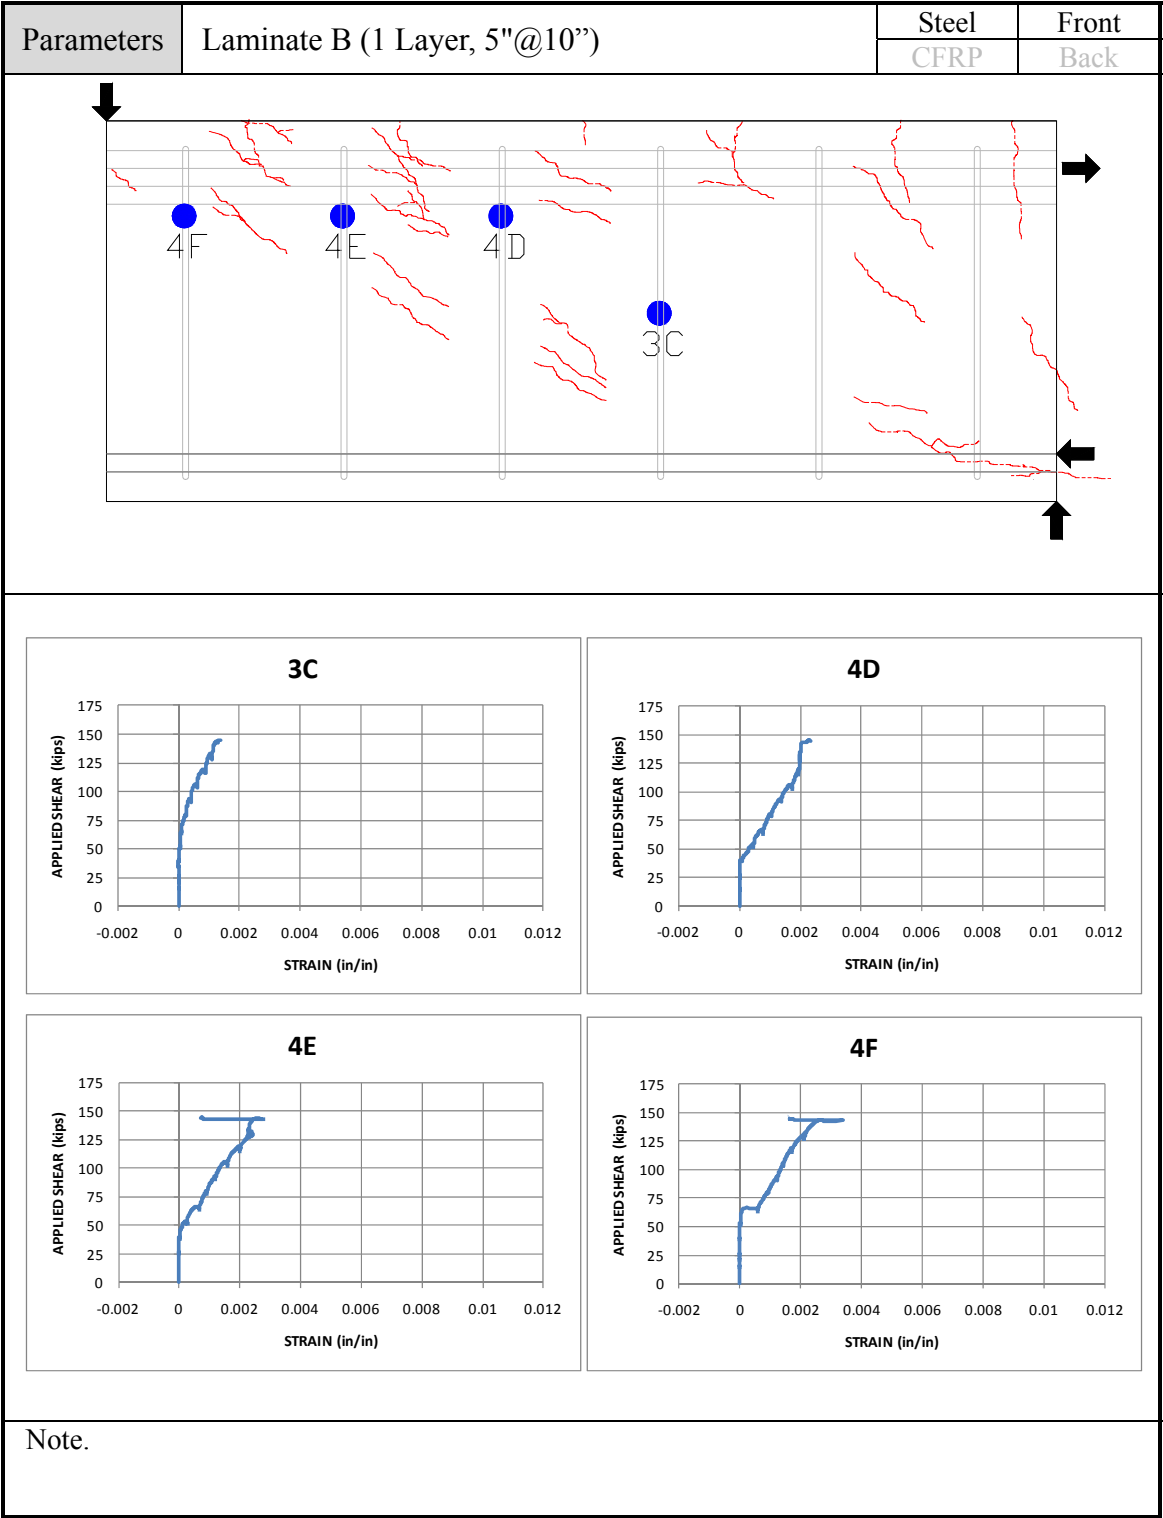 Parameters Laminate B (1 Layer, 5"@10”) Steel Front
CFRP Back
4F 4E 4D
3C
3C
175
150
125
100
75
50
25
0
APPLIED SHEAR (kips)
-0.002 0 0.002 0.004 0.006 0.008 0.01 0.012
STRAIN (in/in)
4D
175
150
125
100
75
50
25
0
APPLIED SHEAR (kips)
-0.002 0 0.002 0.004 0.006 0.008 0.01 0.012
STRAIN (in/in)
4E
175
150
125
100
75
50
25
0
APPLIED SHEAR (kips)
-0.002 0 0.002 0.004 0.006 0.008 0.01 0.012
STRAIN (in/in)
4F
175
150
125
100
75
50
25
0
APPLIED SHEAR (kips)
-0.002 0 0.002 0.004 0.006 0.008 0.01 0.012
STRAIN (in/in)
Note.